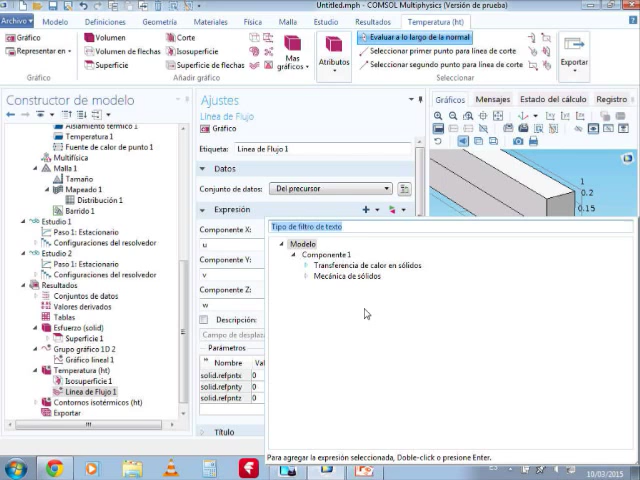 Untitled.mph - COMSOL Multiphysics (Versión de prueba)
Archivo Modelo Definiciones Geometría Materiales Física Malla Estudio Resultados Temperatura (ht)
Gráfico
Representar en
Gráfico
Volumen
Volumen de flechas
Superficie
Corte
Isosuperficie
Superficie de flechas
Mas gráficos
Añadir gráfico
Atributos
Evaluar a lo largo de la normal
Seleccionar primer punto para línea de corte
Seleccionar segundo punto para línea de corte
Seleccionar
Exportar
Constructor de modelo
Aislamiento térmico 1
Temperatura 1
Fuente de calor de punto 1
Multifísica
Malla 1
Tamaño
Mapeado 1
Distribución 1
Barrido 1
Estudio 1
Paso 1: Estacionario
Configuraciones del resolvedor
Estudio 2
Paso 1: Estacionario
Configuraciones del resolvedor
Resultados
Conjuntos de datos
Valores derivados
Tablas
Esfuerzo (solid)
Superficie 1
Grupo gráfico 1D 2
Gráfico lineal 1
Temperatura (ht)
Isosuperficie 1
Línea de Flujo 1
Contornos isotérmicos (ht)
Exportar
Ajustes
Línea de Flujo
Gráfico
Etiqueta: Línea de Flujo 1
Datos
Conjunto de datos: Del precursor
Expresión
Componente X:
u
Componente Y:
v
Componente Z:
w
Descripción:
Campo de desplaz
Parámetros
Nombre Val
solid.refpntx 0
solid.refpnty 0
solid.refpntz 0
Título
Gráficos Mensajes Estado del cálculo Registro
1
0.2
0.15
Tipo de filtro de texto
Modelo
Componente 1
Transferencia de calor en sólidos
Mecánica de sólidos
Para agregar la expresión seleccionada, Doble-click o presione Enter.
ES
10/03/2015